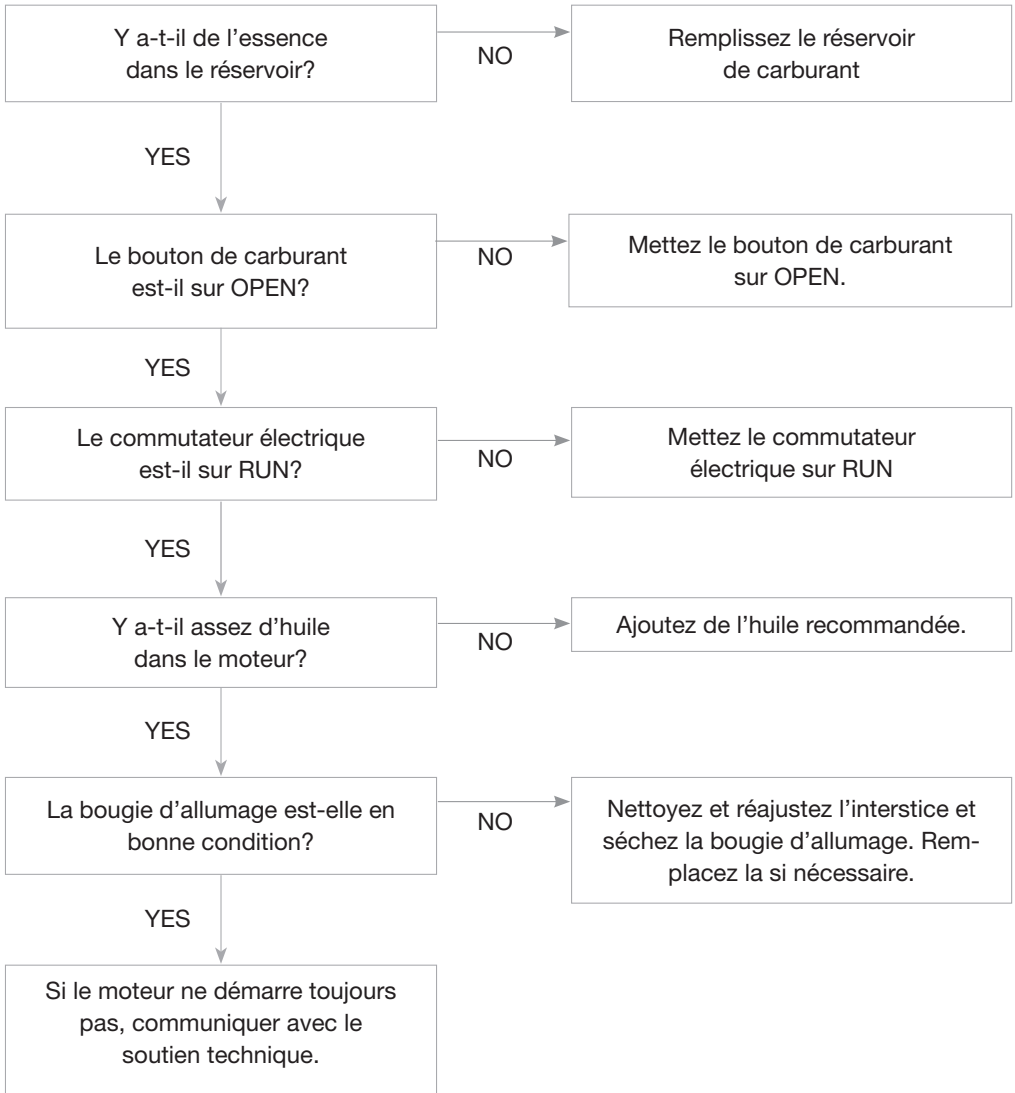 Y a-t-il de l’essence
dans le réservoir?
NO
Remplissez le réservoir
de carburant
YES
Le bouton de carburant
est-il sur OPEN?
NO
Mettez le bouton de carburant
sur OPEN.
YES
Le commutateur électrique
est-il sur RUN?
NO
Mettez le commutateur
électrique sur RUN
YES
Y a-t-il assez d’huile
dans le moteur?
NO
Ajoutez de l’huile recommandée.
YES
La bougie d’allumage est-elle en
bonne condition?
NO
Nettoyez et réajustez l’interstice et
séchez la bougie d’allumage. Rem-
placez la si nécessaire.
YES
Si le moteur ne démarre toujours
pas, communiquer avec le
soutien technique.